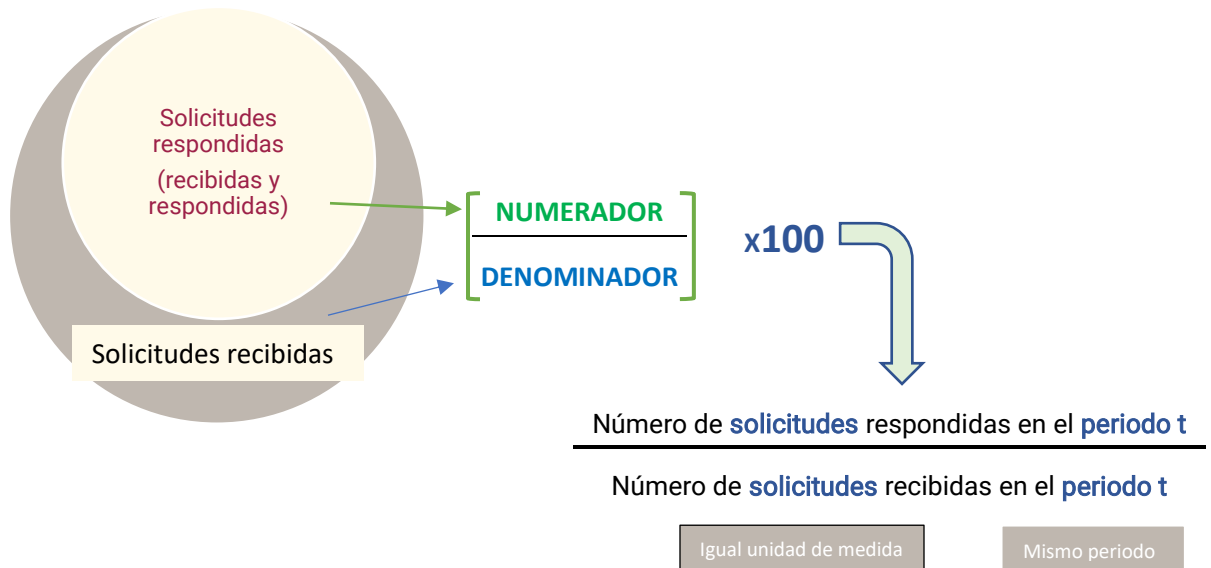 Solicitudes
respondidas
(recibidas y
respondidas)
Solicitudes recibidas
NUMERADOR
DENOMINADOR
x100
Número de solicitudes respondidas en el periodo t
Número de solicitudes recibidas en el periodo t
Igual unidad de medida
Mismo periodo